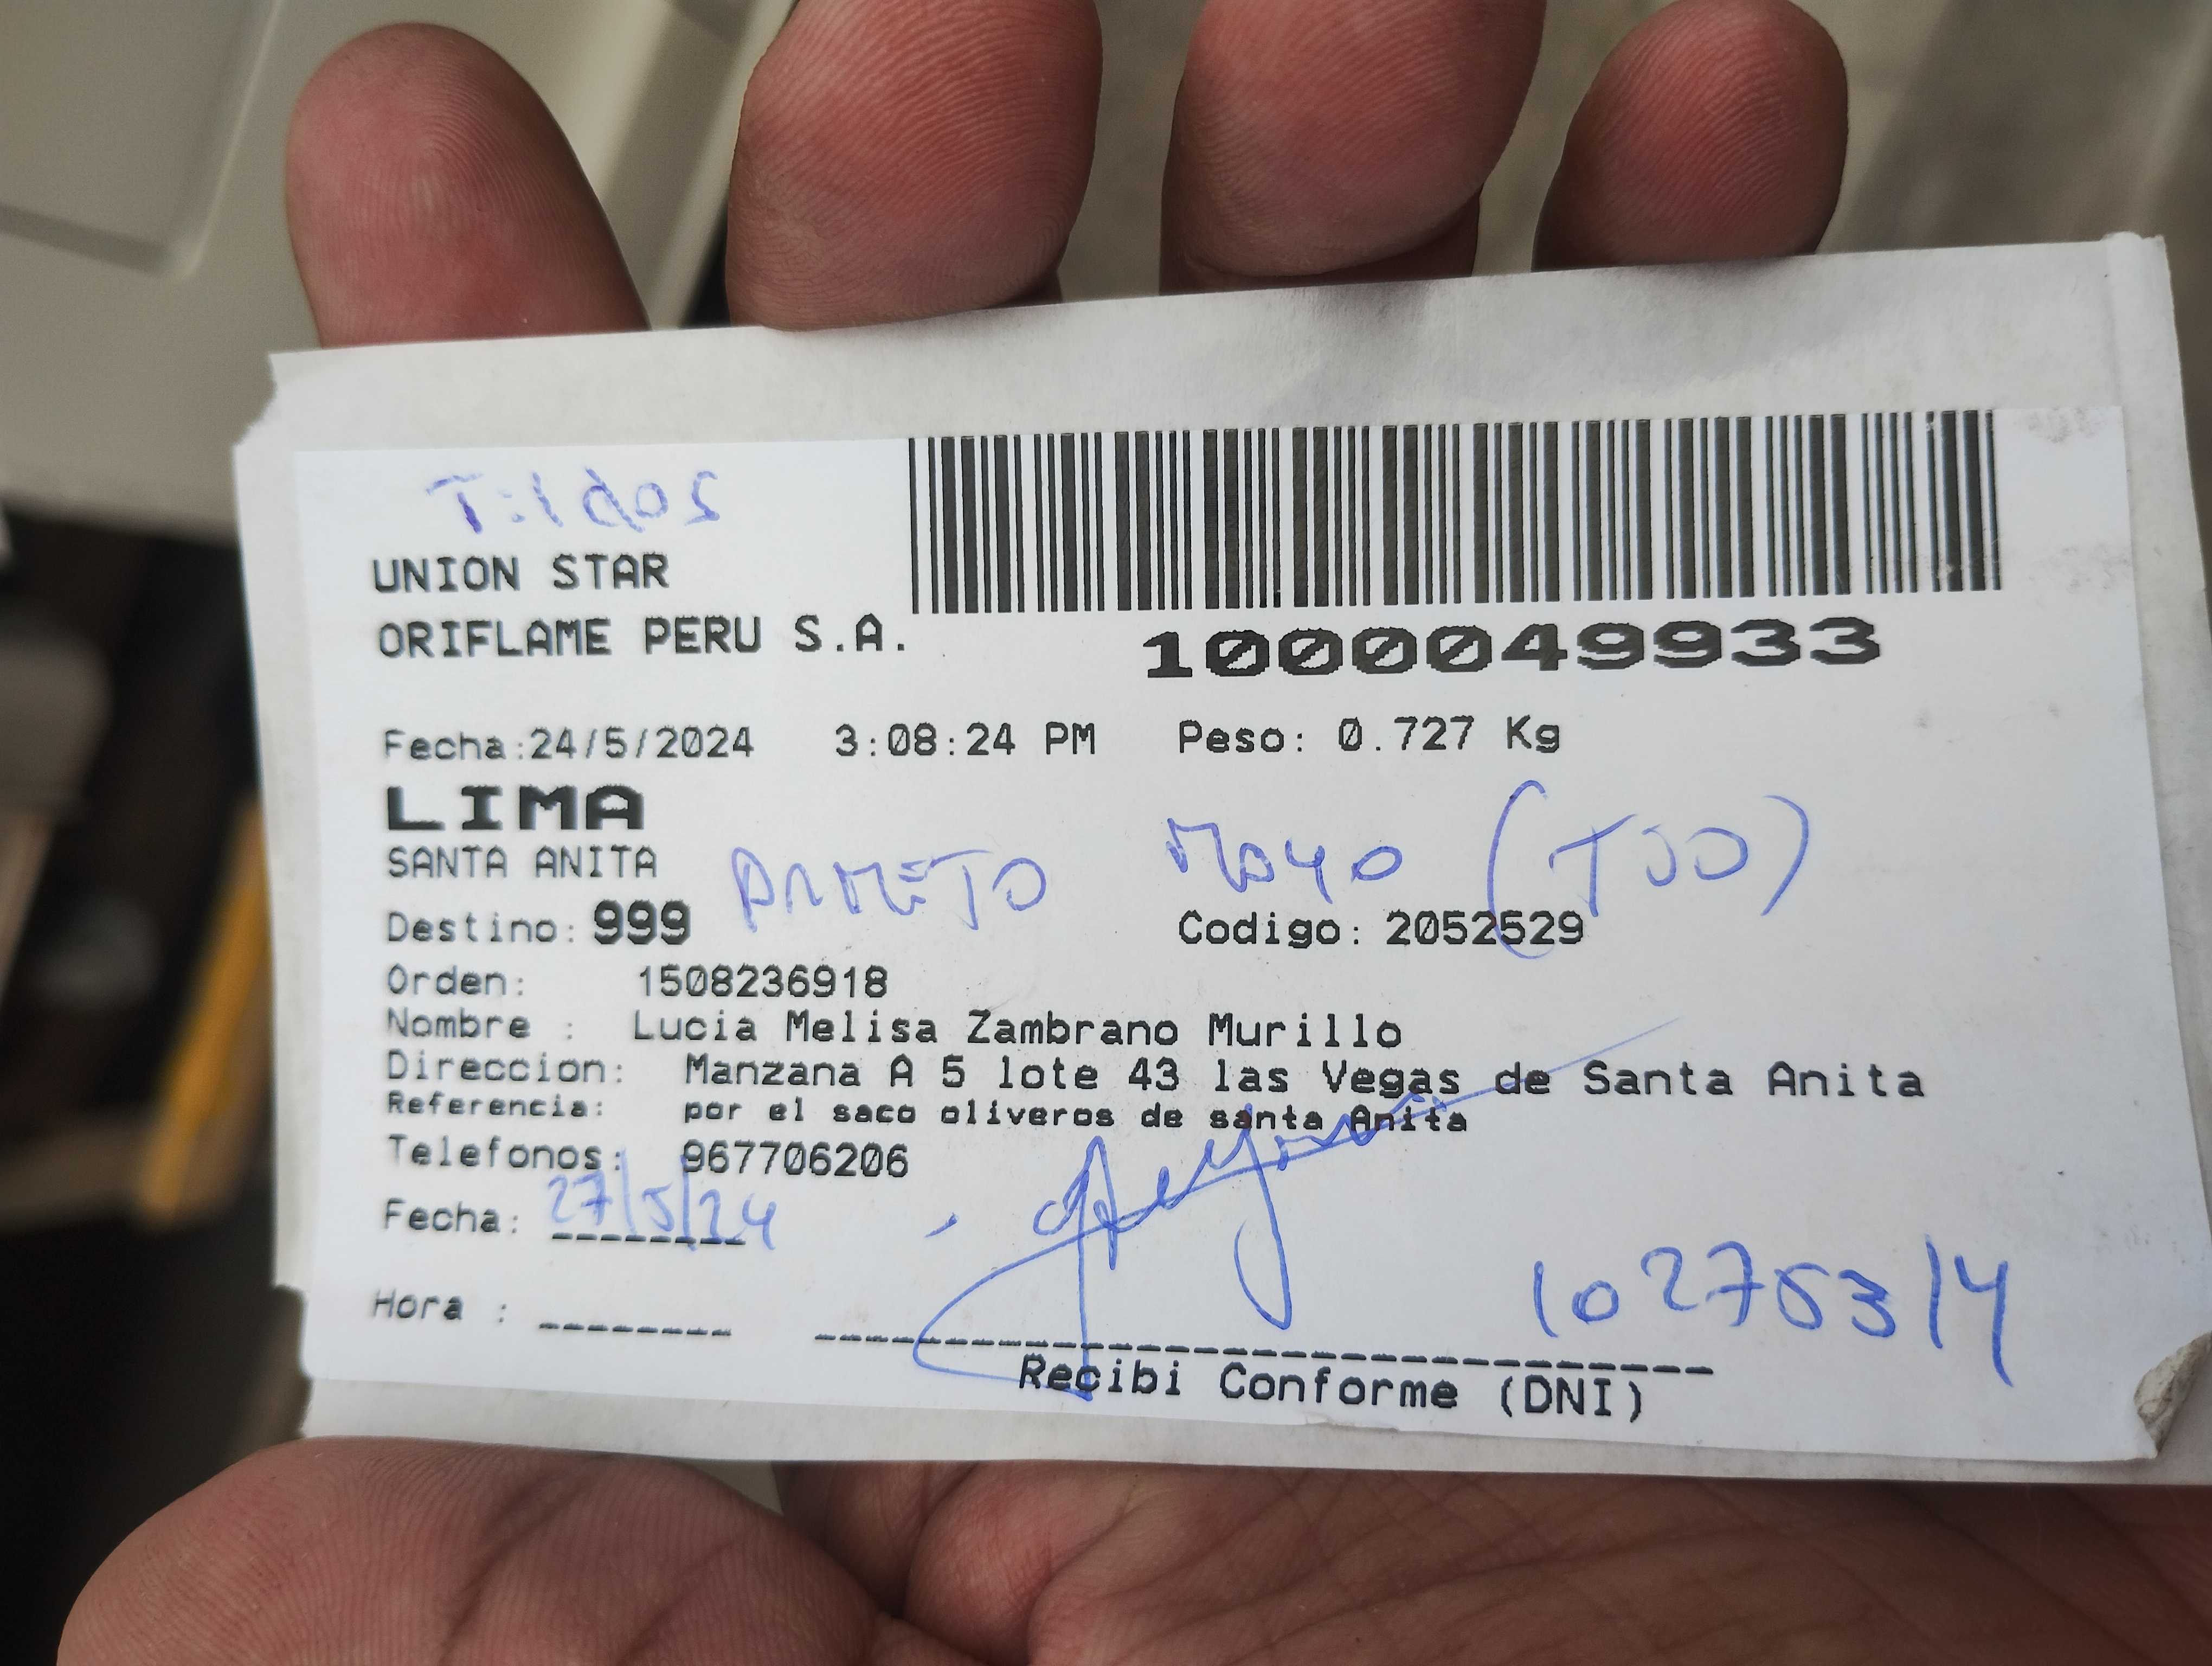 UNION STAR
ORIFLAME PERU S.A.
1000049933
Fecha:24/5/2024 3:08:24 PM Peso: 0.727 Kg
LIMA
SANTA ANITA
Mayo (TIO)
Destino: 999 Codigo: 2052529
Orden: 1508236918
Nombre : Lucia Melisa Zambrano Murillo
Direccion: Manzana A 5 lote 43 las Vegas de Santa Anita
Referencia: por el saco oliveros de santa Anita
Telefonos: 967706206
Fecha: 27/5/24
10275314
Hora :
Recibi Conforme (DNI)